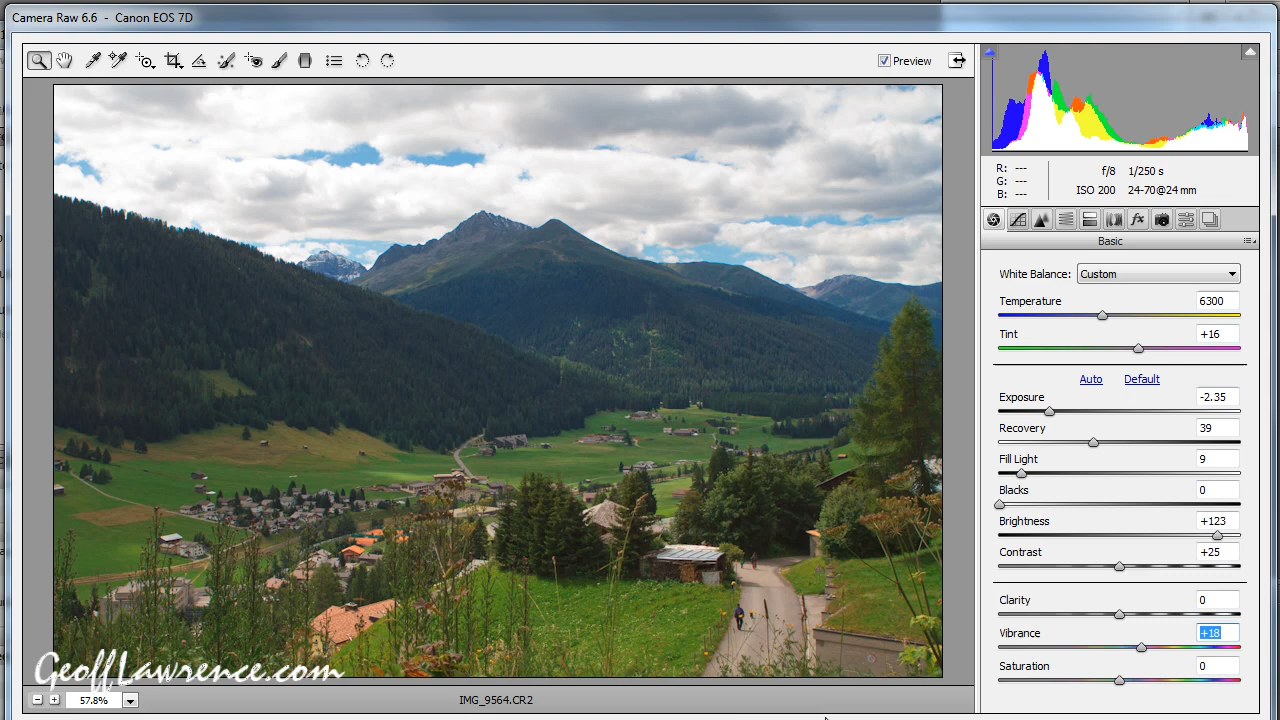 Camera Raw 6.6 - Canon EOS 7D
Preview
R: ---
G: ---
B: ---
f/8 1/250 s
ISO 200 24-70@24 mm
fx
Basic
White Balance: Custom
Temperature 6300
Tint +16
Auto Default
Exposure -2.35
Recovery 39
Fill Light 9
Blacks 0
Brightness +123
Contrast +25
Clarity 0
Vibrance +18
Saturation 0
GeoffLawrence.com
57.8% IMG_9564.CR2